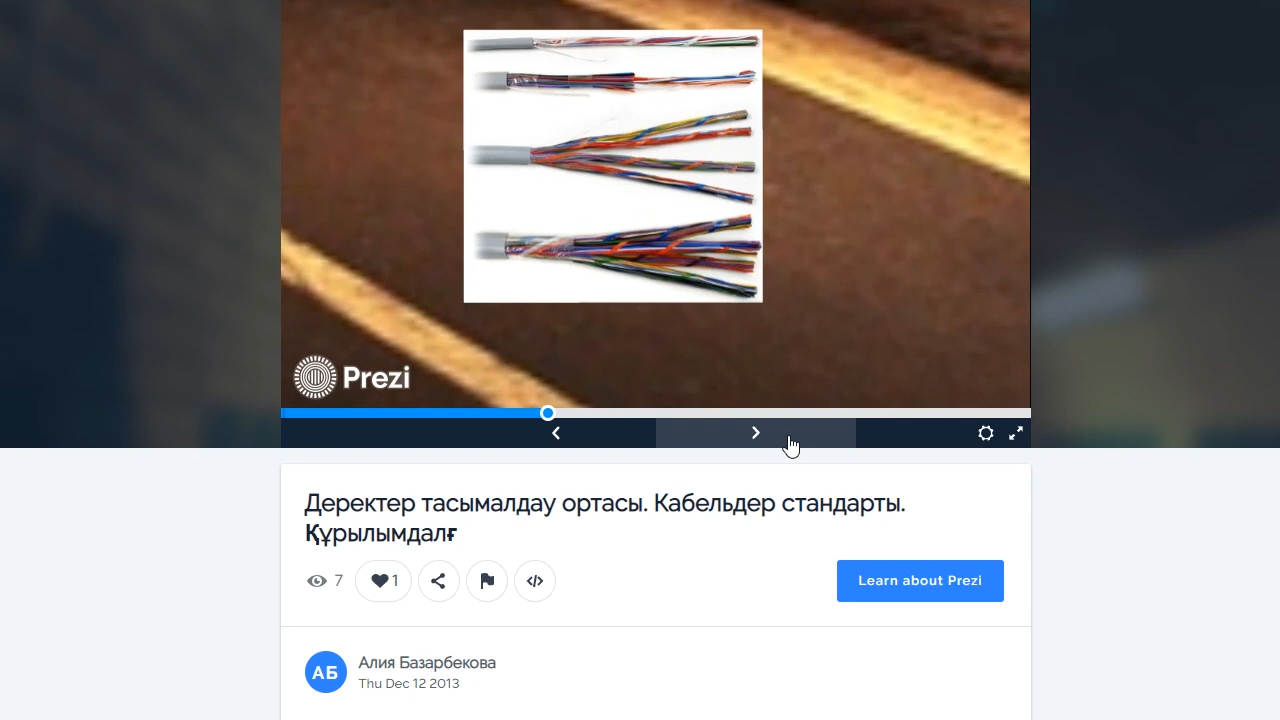 Prezi
Деректер тасымалдау ортасы. Кабельдер стандарты.
Құрылымдалғ
7
1
Learn about Prezi
АБ
Алия Базарбекова
Thu Dec 12 2013